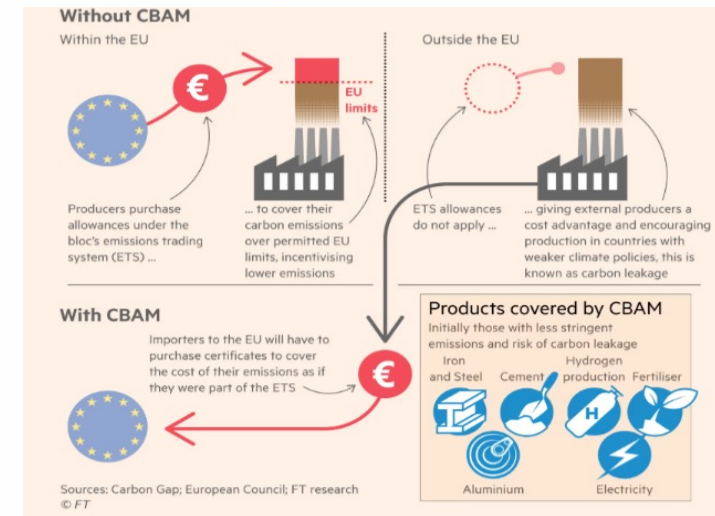 Without CBAM
Within the EU
€
EU
limits
Producers purchase
allowances under the
bloc's emissions trading
system (ETS) ...
... to cover their
carbon emissions
over permitted EU
limits, incentivising
lower emissions
Outside the EU
ETS allowances
do not apply ...
... giving external producers a
cost advantage and encouraging
production in countries with
weaker climate policies, this is
known as carbon leakage
With CBAM
Importers to the EU will have to
purchase certificates to cover
the cost of their emissions as if
they were part of the ETS
€
Products covered by CBAM
Initially those with less stringent
emissions and risk of carbon leakage
Iron
and Steel
Cement
Hydrogen
production
Fertiliser
H
Aluminium
Electricity
Sources: Carbon Gap; European Council; FT research
© FT